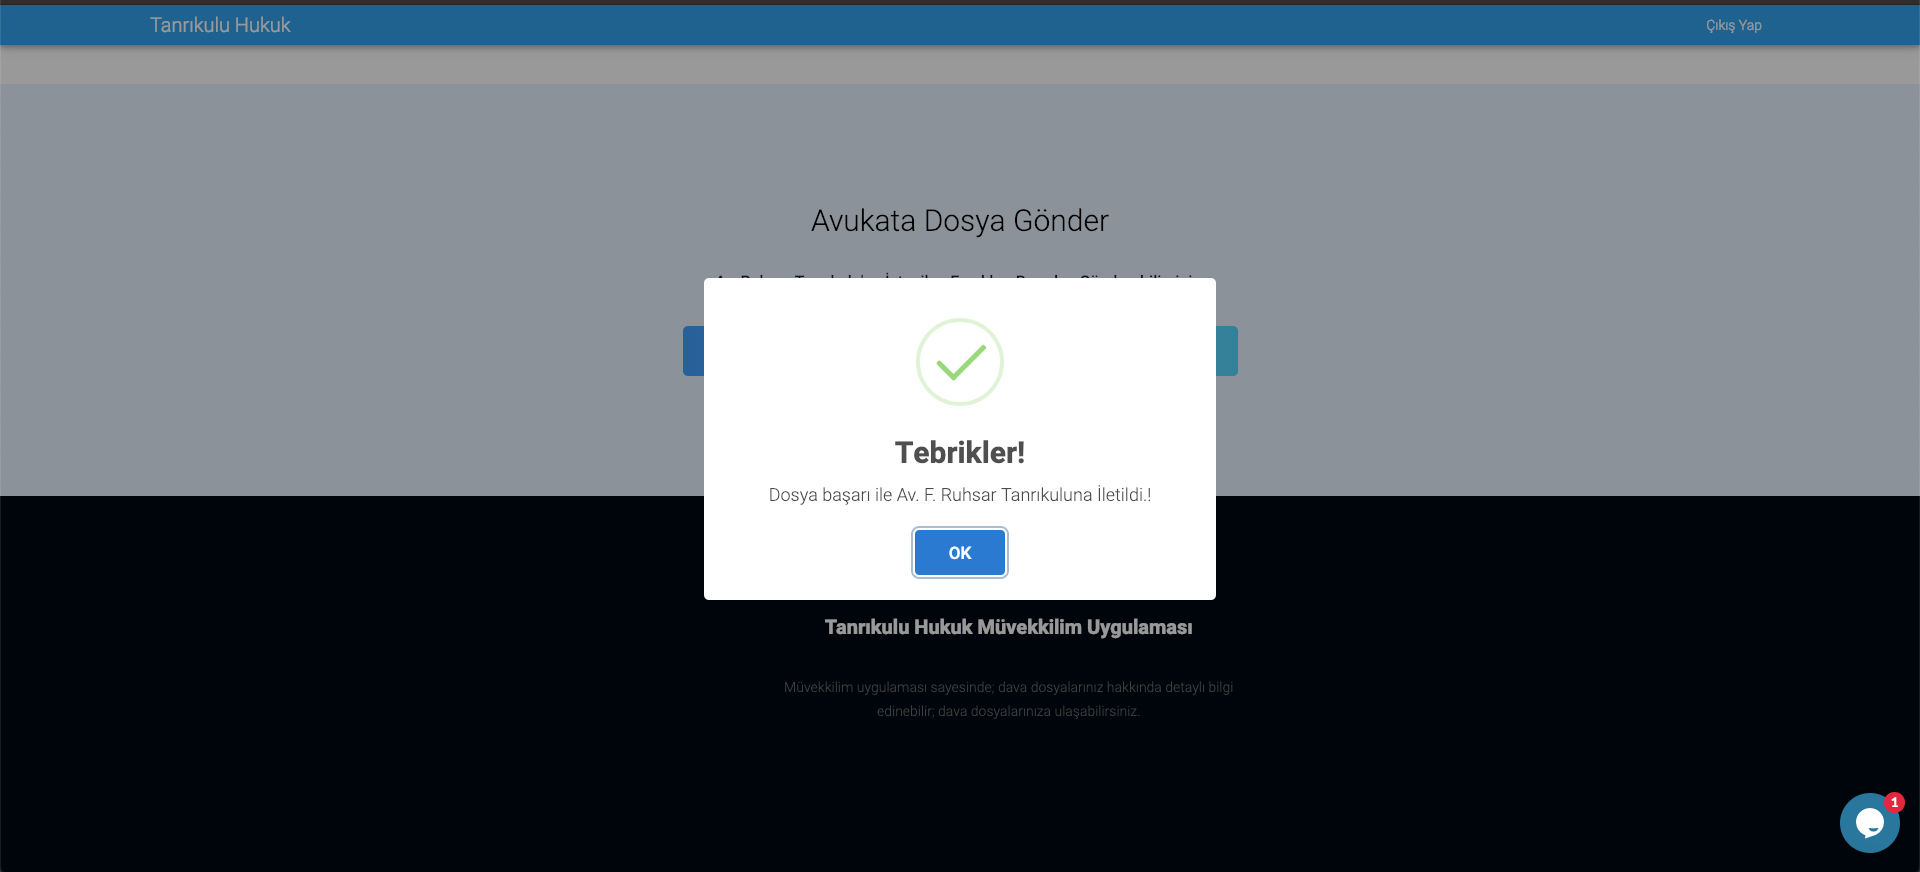 Tanrıkulu Hukuk
Çıkış Yap
Avukata Dosya Gönder
Tebrikler!
Dosya başarı ile Av. F. Ruhsar Tanrıkuluna İletildi.!
OK
Tanrıkulu Hukuk Müvekkilim Uygulaması
Müvekkilim uygulaması sayesinde; dava dosyalarınız hakkında detaylı bilgi
edinebilir; dava dosyalarınıza ulaşabilirsiniz.
1